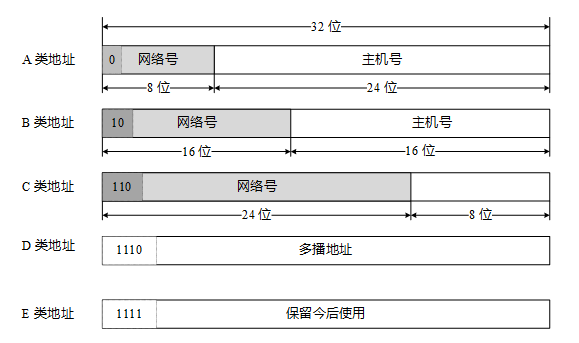 32 位
A 类地址
0
网络号
主机号
8 位
24 位
B 类地址
10
网络号
主机号
16 位
16 位
C 类地址
110
网络号
24 位
8 位
D 类地址
1110
多播地址
E 类地址
1111
保留今后使用